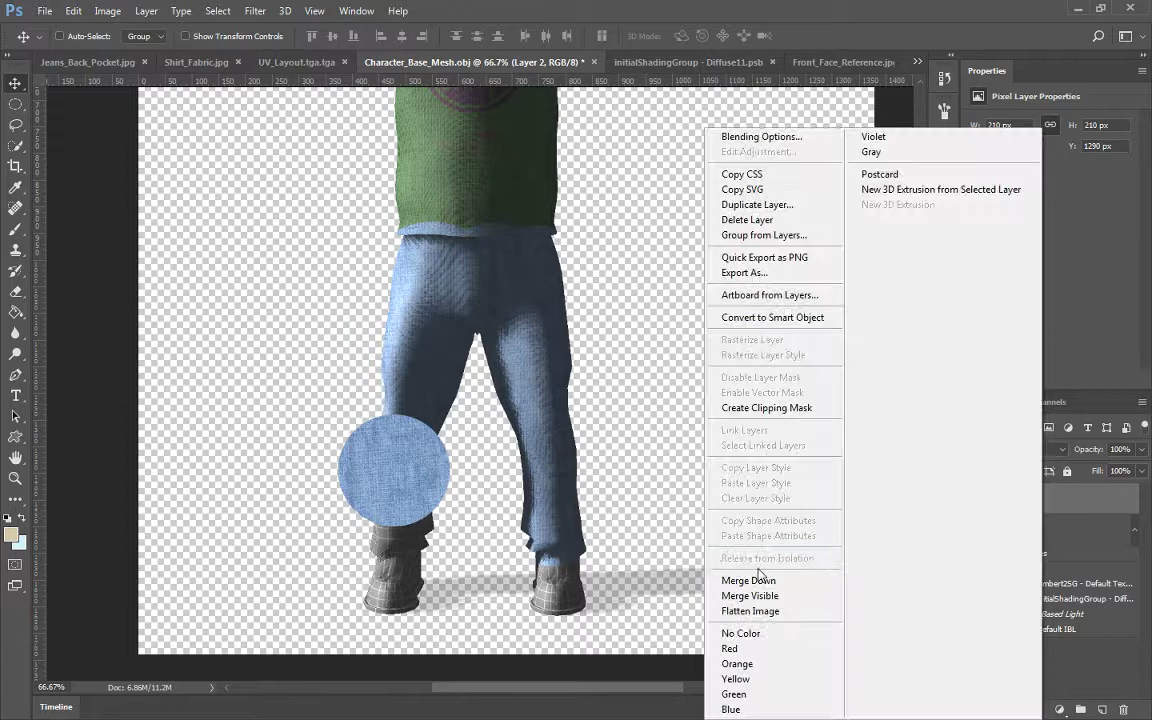 Ps File Edit Image Layer Type Select Filter 3D View Window Help
Auto-Select: Group Show Transform Controls 3D Mode:
Jeans_Back_Pocket.jpg Shirt_Fabric.jpg UV_Layout.tga.tga Character_Base_Mesh.obj @ 66.7% (Layer 2, RGB/8) * initialShadingGroup - Diffuse11.psb Front_Face_Reference.jpg
Properties
Pixel Layer Properties
W: 210 px H: 210 px
Y: 1290 px
Blending Options...
Edit Adjustment...
Copy CSS
Copy SVG
Duplicate Layer...
Delete Layer
Group from Layers...
Quick Export as PNG
Export As...
Artboard from Layers...
Convert to Smart Object
Rasterize Layer
Rasterize Layer Style
Disable Layer Mask
Enable Vector Mask
Create Clipping Mask
Link Layers
Select Linked Layers
Copy Layer Style
Paste Layer Style
Clear Layer Style
Copy Shape Attributes
Paste Shape Attributes
Release from Isolation
Merge Down
Merge Visible
Flatten Image
No Color
Red
Orange
Yellow
Green
Blue
Violet
Gray
Postcard
New 3D Extrusion from Selected Layer
New 3D Extrusion
Opacity: 100%
Fill: 100%
mbert2SG - Default Tex...
itialShadingGroup - Diff...
Based Light
efault IBL
66.67% Doc: 6.86M/11.2M
Timeline